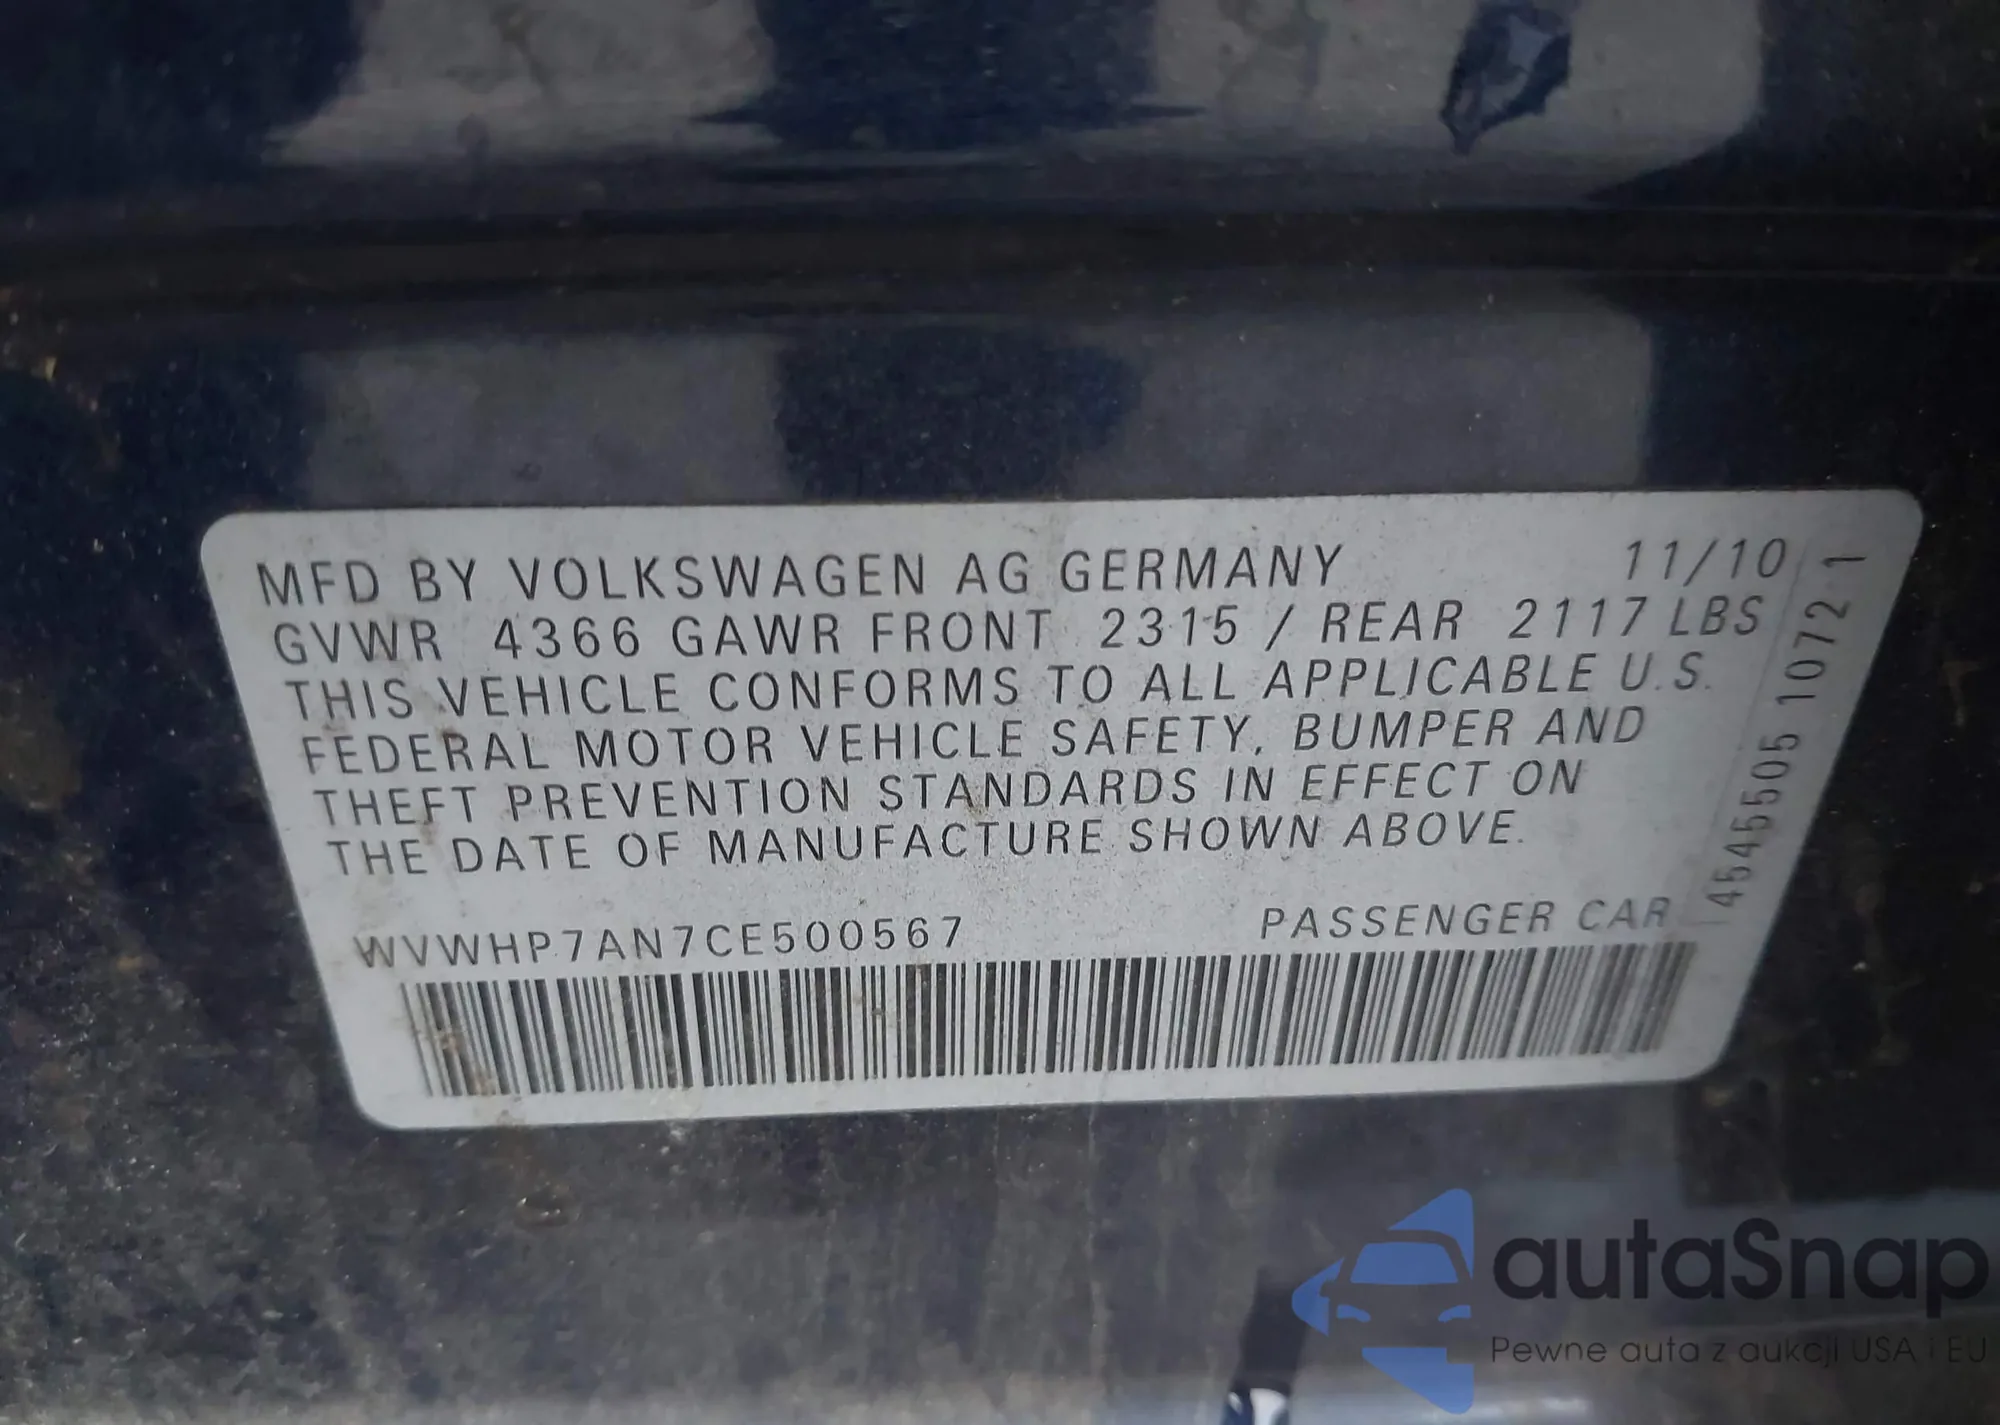 MFD BY VOLKSWAGEN AG GERMANY 11/10
GVWR 4366 GAWR FRONT 2315 / REAR 2117 LBS
THIS VEHICLE CONFORMS TO ALL APPLICABLE U.S.
FEDERAL MOTOR VEHICLE SAFETY, BUMPER AND
THEFT PREVENTION STANDARDS IN EFFECT ON
THE DATE OF MANUFACTURE SHOWN ABOVE.
WVWHP7AN7CE500567 PASSENGER CAR
45455505 10721
autaSnap
Pewne auta z aukcji USA i EU